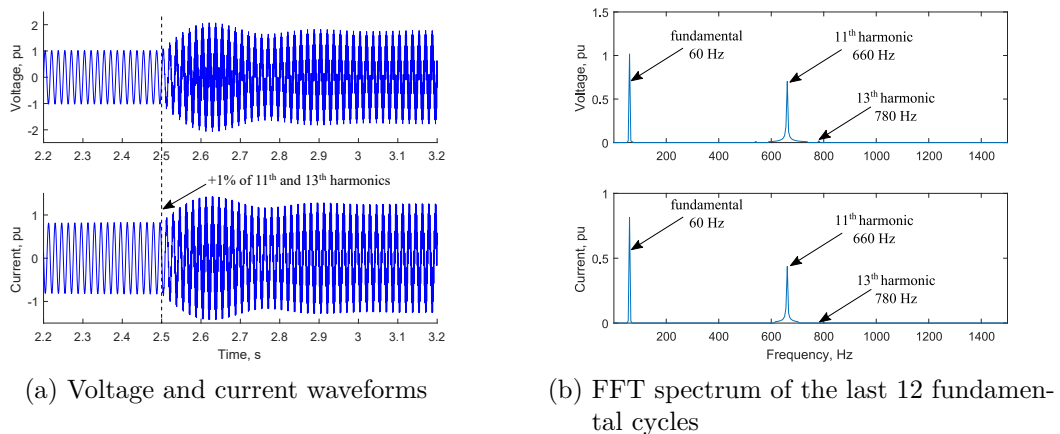 2
1
0
-1
-2
Voltage, pu
2.2 2.3 2.4 2.5 2.6 2.7 2.8 2.9 3 3.1 3.2
+1% of 11th and 13th harmonics
1
0
-1
Current, pu
2.2 2.3 2.4 2.5 2.6 2.7 2.8 2.9 3 3.1 3.2
Time, s
(a) Voltage and current waveforms
1.5
1
0.5
0
Voltage, pu
fundamental
60 Hz
11th harmonic
660 Hz
13th harmonic
780 Hz
200 400 600 800 1000 1200 1400
1
0.5
0
Current, pu
fundamental
60 Hz
11th harmonic
660 Hz
13th harmonic
780 Hz
0 200 400 600 800 1000 1200 1400
Frequency, Hz
(b) FFT spectrum of the last 12 fundamen-
tal cycles